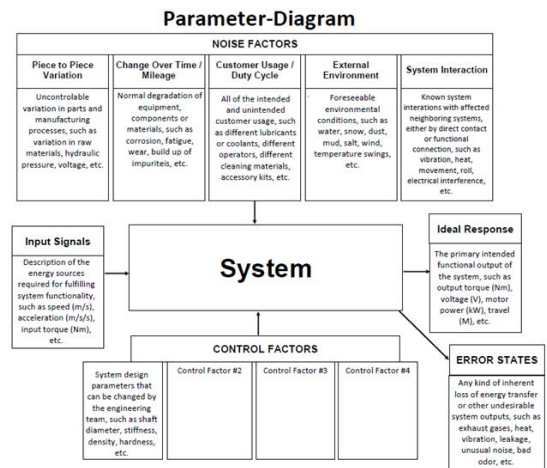 Parameter-Diagram
NOISE FACTORS
Piece to Piece
Variation
Uncontrolable
variation in parts and
manufacturing
processes, such as
variation in raw
materials, hydraulic
pressure, voltage, etc.
Change Over Time /
Mileage
Normal degradation of
equipment,
components or
materials, such as
corrosion, fatigue,
wear, build up of
impuriteis, etc.
Customer Usage /
Duty Cycle
All of the intended
and unintended
customer usage, such
as different lubricants
or coolants, different
operators, different
cleaning materials,
accessory kits, etc.
External
Environment
Foreseeable
environmental
conditions, such as
water, snow, dust,
mud, salt, wind,
temperature swings,
etc.
System Interaction
Known system
interations with affected
neighboring systems,
either by direct contact
or functional
connection, such as
vibration, heat,
movement, roll,
electrical interference,
etc.
Input Signals
Description of the
energy sources
required for fulfilling
system functionality,
such as speed (m/s),
acceleration (m/s/s),
input torque (Nm),
etc.
System
Ideal Response
The primary intended
functional output of
the system, such as
output torque (Nm),
voltage (V), motor
power (kW), travel
(M), etc.
CONTROL FACTORS
System design
parameters that
can be changed by
the engineering
team, such as shaft
diameter, stiffness,
density, hardness,
etc.
Control Factor #2
Control Factor #3
Control Factor #4
ERROR STATES
Any kind of inherent
loss of energy transfer
or other undesirable
system outputs, such as
exhaust gases, heat,
vibration, leakage,
unusual noise, bad
odor, etc.